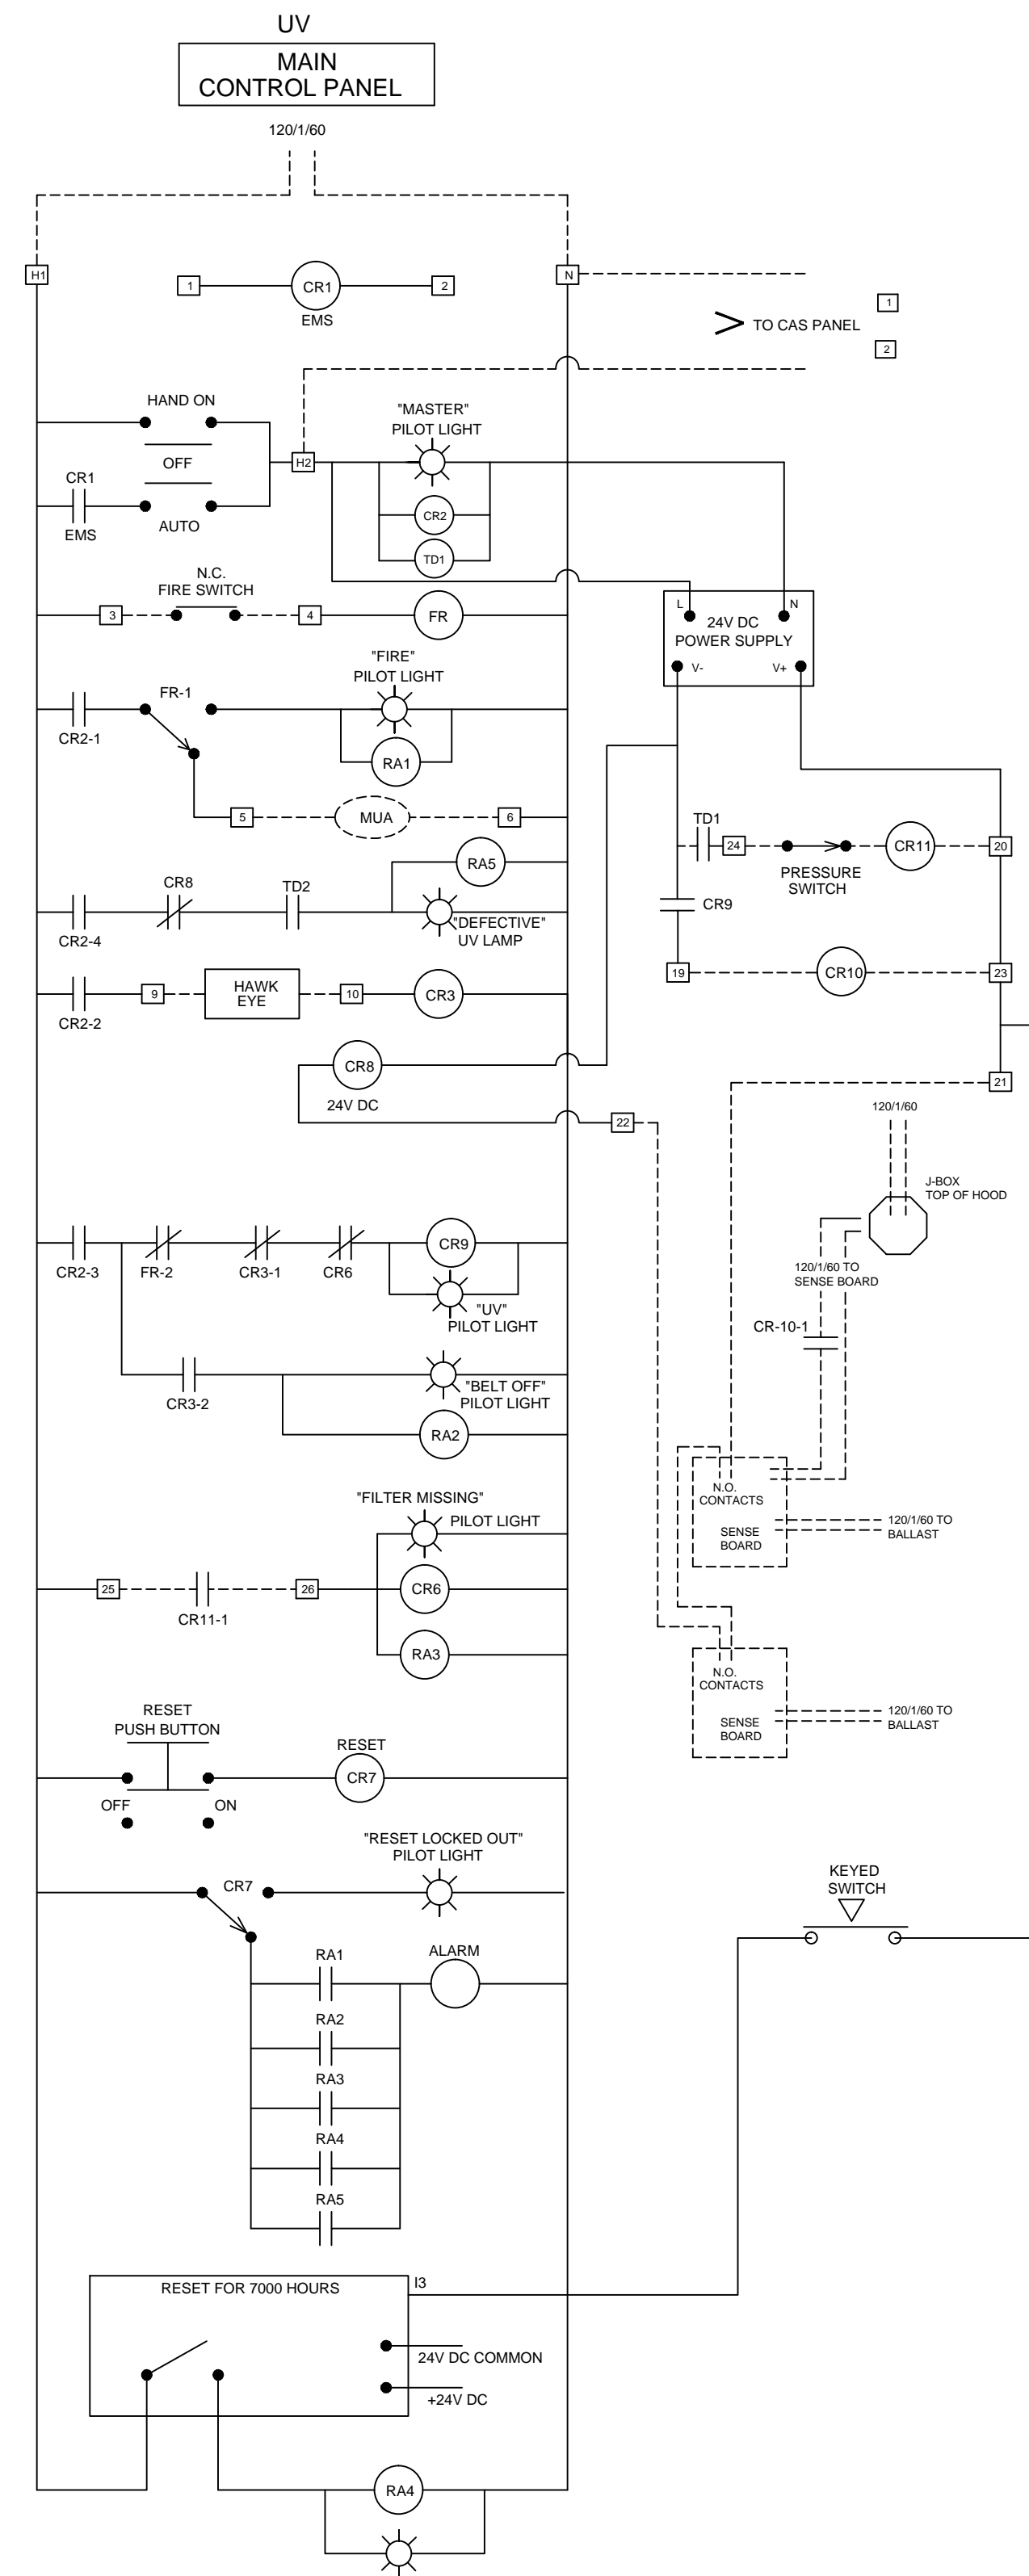 UV
MAIN
CONTROL PANEL
120/1/60
H1
N
1
CR1
2
EMS
1
TO CAS PANEL
2
HAND ON
"MASTER"
PILOT LIGHT
OFF
H2
CR1
CR2
EMS
AUTO
TD1
N.C.
FIRE SWITCH
3
4
FR
L
N
24V DC
POWER SUPPLY
V-
V+
"FIRE"
PILOT LIGHT
FR-1
CR2-1
RA1
5
MUA
6
TD1
24
CR11
20
PRESSURE
SWITCH
RA5
CR8
TD2
CR9
"DEFECTIVE"
UV LAMP
CR2-4
19
CR10
23
HAWK
EYE
9
10
CR3
CR2-2
CR8
24V DC
21
22
120/1/60
J-BOX
TOP OF HOOD
CR9
CR2-3
FR-2
CR3-1
CR6
120/1/60 TO
SENSE BOARD
"UV"
PILOT LIGHT
CR-10-1
"BELT OFF"
PILOT LIGHT
CR3-2
RA2
N.O.
CONTACTS
SENSE
BOARD
120/1/60 TO
BALLAST
"FILTER MISSING"
PILOT LIGHT
25
26
CR6
CR11-1
RA3
N.O.
CONTACTS
SENSE
BOARD
120/1/60 TO
BALLAST
RESET
PUSH BUTTON
RESET
CR7
OFF
ON
"RESET LOCKED OUT"
PILOT LIGHT
CR7
KEYED
SWITCH
RA1
ALARM
RA2
RA3
RA4
RA5
RESET FOR 7000 HOURS
I3
24V DC COMMON
+24V DC
RA4